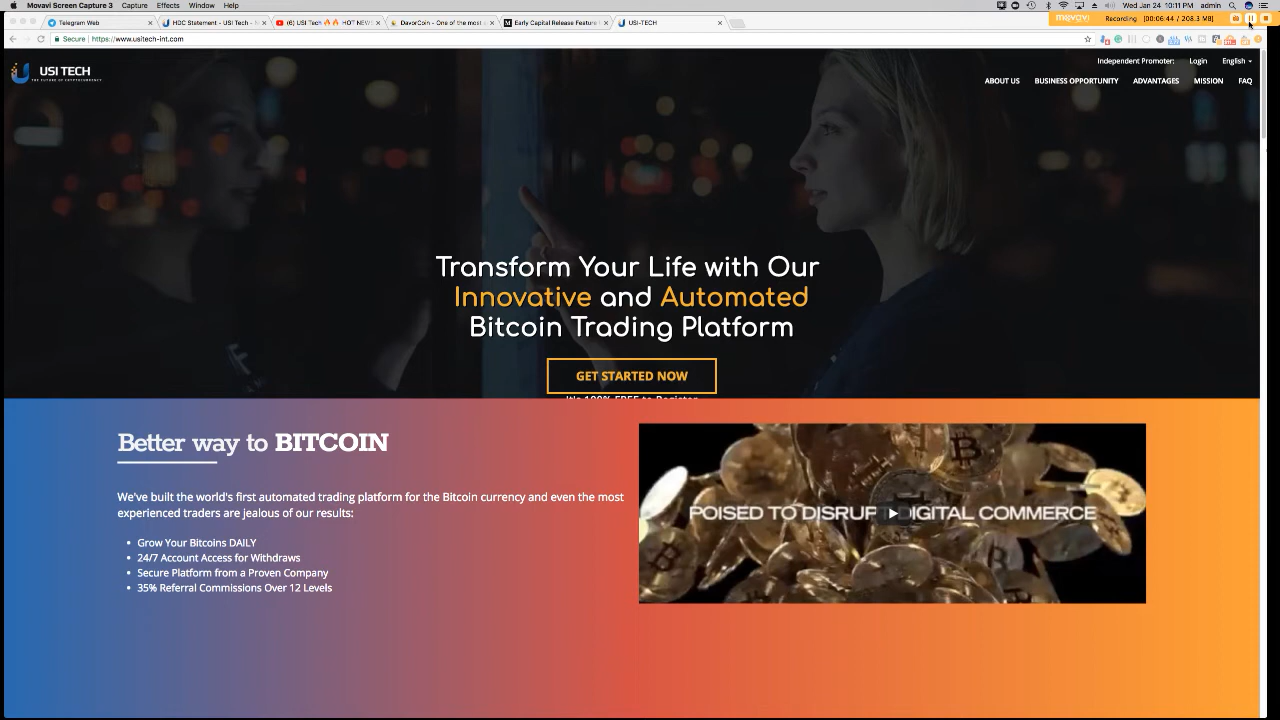 Movavi Screen Capture 3 Capture Effects Window Help
Wed Jan 24 10:11 PM admin
Telegram Web
HDC Statement - USI Tech -
(6) USI Tech 🔥🔥 HOT NEWS
DavorCoin - One of the most
Early Capital Release Feature
USI-TECH
movavi Recording (00:06:44 / 208.3 MB)
Secure https://www.usitech-int.com
USI TECH
THE FUTURE OF CRYPTOCURRENCY
Independent Promoter: Login English
ABOUT US BUSINESS OPPORTUNITY ADVANTAGES MISSION FAQ
Transform Your Life with Our
Innovative and Automated
Bitcoin Trading Platform
GET STARTED NOW
It's 100% FREE to Register
Better way to BITCOIN
We've built the world's first automated trading platform for the Bitcoin currency and even the most
experienced traders are jealous of our results:
• Grow Your Bitcoins DAILY
• 24/7 Account Access for Withdraws
• Secure Platform from a Proven Company
• 35% Referral Commissions Over 12 Levels
POISED TO DISRUPT DIGITAL COMMERCE